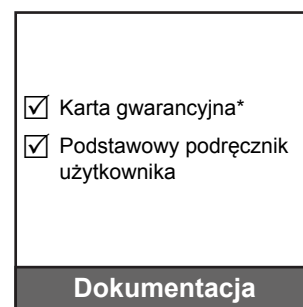 ☑ Karta gwarancyjna*
☑ Podstawowy podręcznik
użytkownika
Dokumentacja